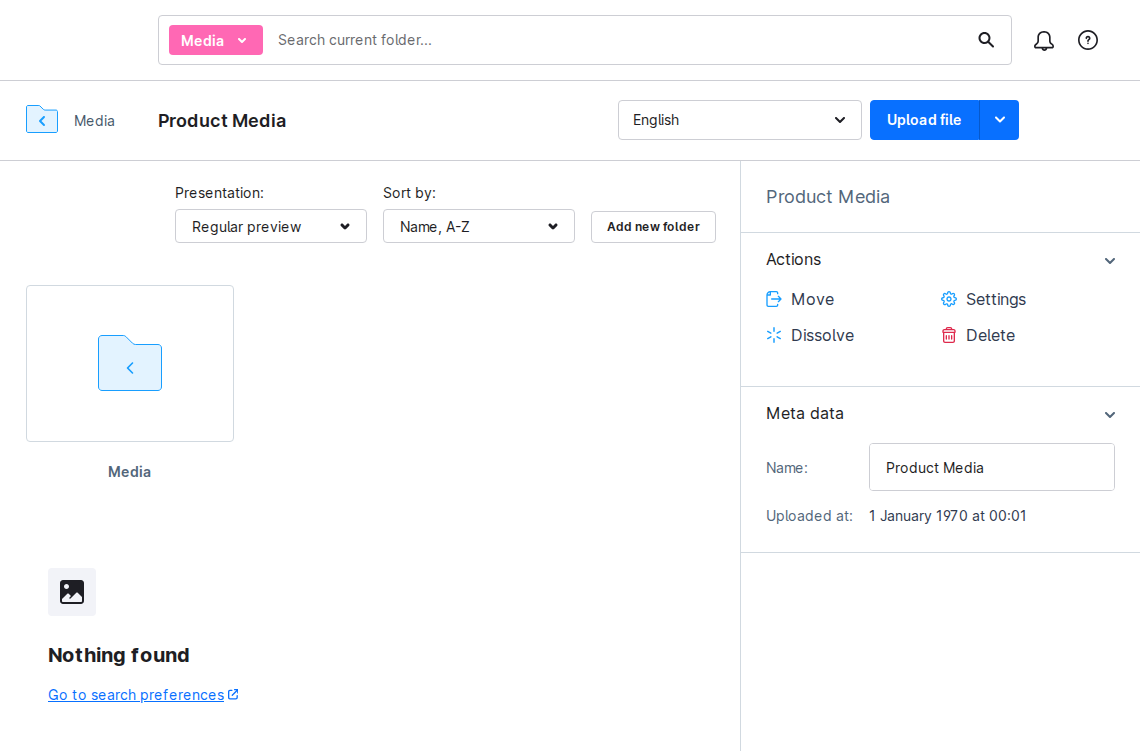 Media
Search current folder...
Media
Product Media
English
Upload file
Presentation:
Sort by:
Regular preview
Name, A-Z
Add new folder
Media
Nothing found
Go to search preferences
Product Media
Actions
Move
Settings
Dissolve
Delete
Meta data
Name:
Product Media
Uploaded at:
1 January 1970 at 00:01